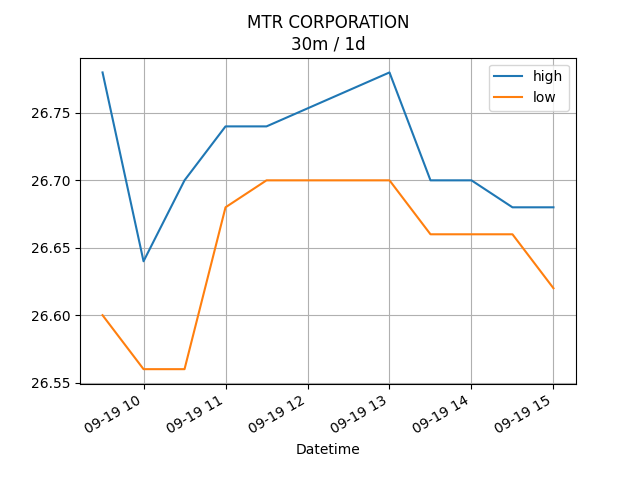 MTR CORPORATION
30m / 1d
high
low
26.75
26.70
26.65
26.60
26.55
09-19 10
09-19 11
09-19 12
09-19 13
09-19 14
09-19 15
Datetime